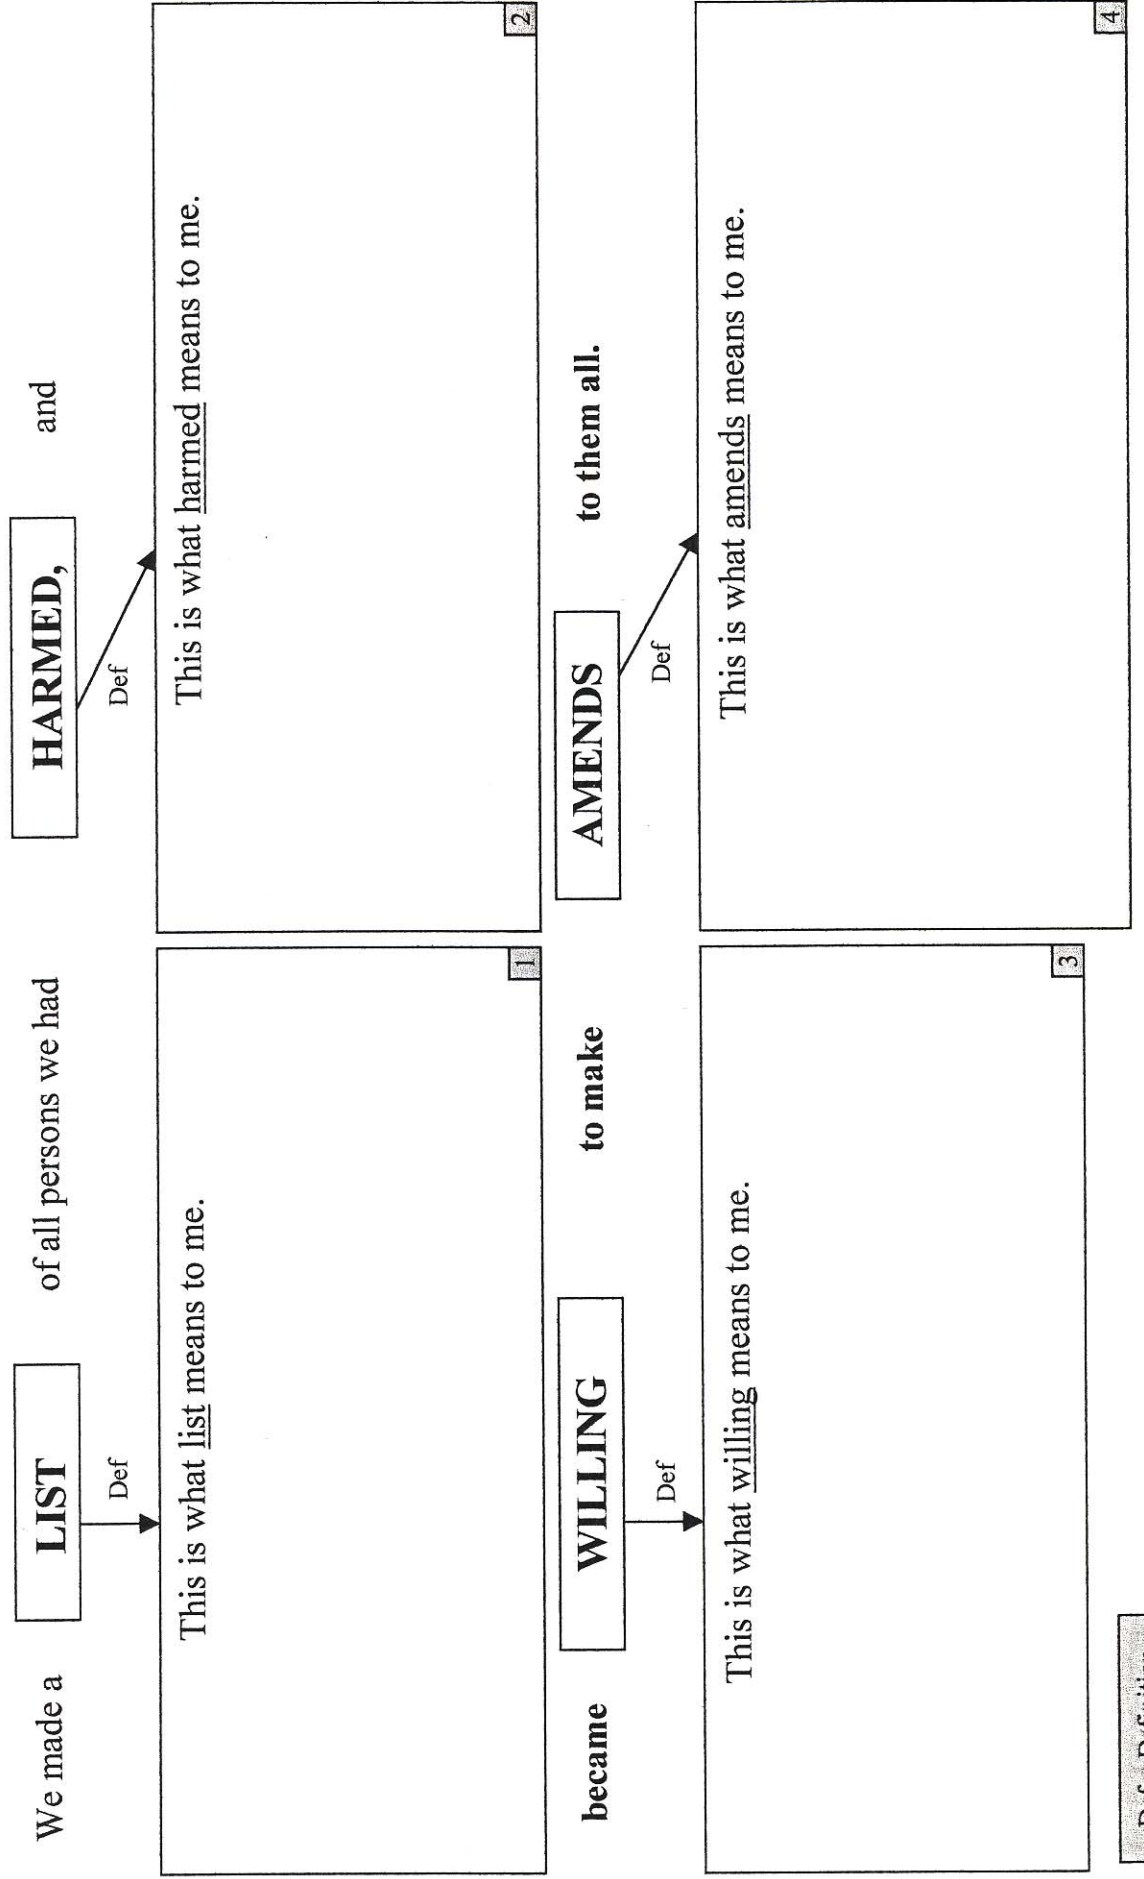 We made a LIST of all persons we had HARMED, and
Def Def
This is what list means to me.
1
This is what harmed means to me.
2
became WILLING to make AMENDS to them all.
Def Def
This is what willing means to me.
3
This is what amends means to me.
4